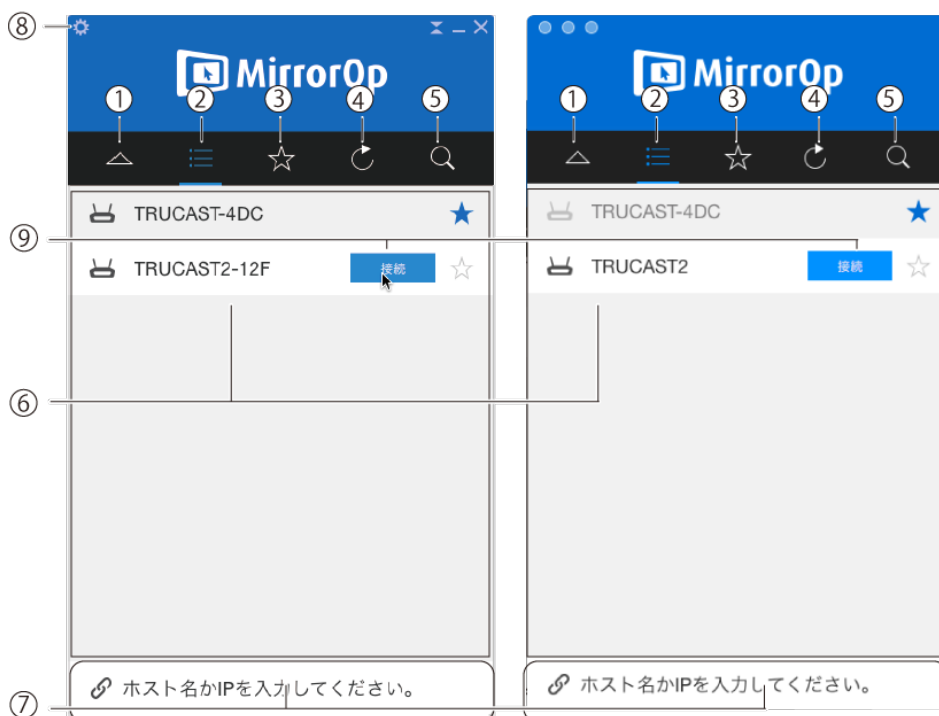 ⑧
MirrorOp
MirrorOp
① ② ③ ④ ⑤
① ② ③ ④ ⑤
TRUCAST-4DC
TRUCAST-4DC
⑨
TRUCAST2-12F 接続
TRUCAST2 接続
⑥
ホスト名かIPを入力してください。
ホスト名かIPを入力してください。
⑦